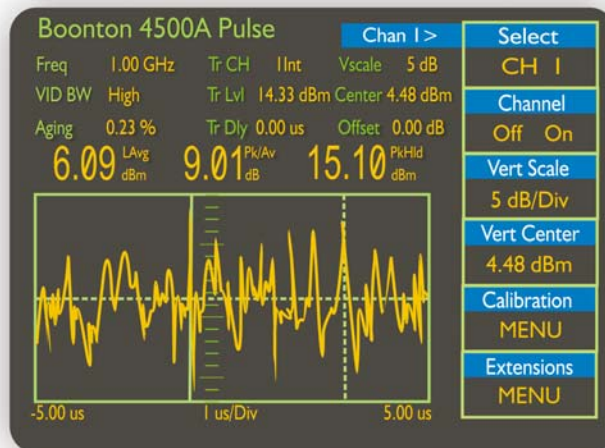 Boonton 4500A Pulse
Chan 1>
Freq 1.00 GHz Tr CH 1Int Vscale 5 dB
VID BW High Tr Lvl 14.33 dBm Center 4.48 dBm
Aging 0.23 % Tr Dly 0.00 us Offset 0.00 dB
6.09 LAvg dBm 9.01 Pk/Av dB 15.10 PkHld dBm
-5.00 us 1 us/Div 5.00 us
Select
CH 1
Channel
Off On
Vert Scale
5 dB/Div
Vert Center
4.48 dBm
Calibration
MENU
Extensions
MENU